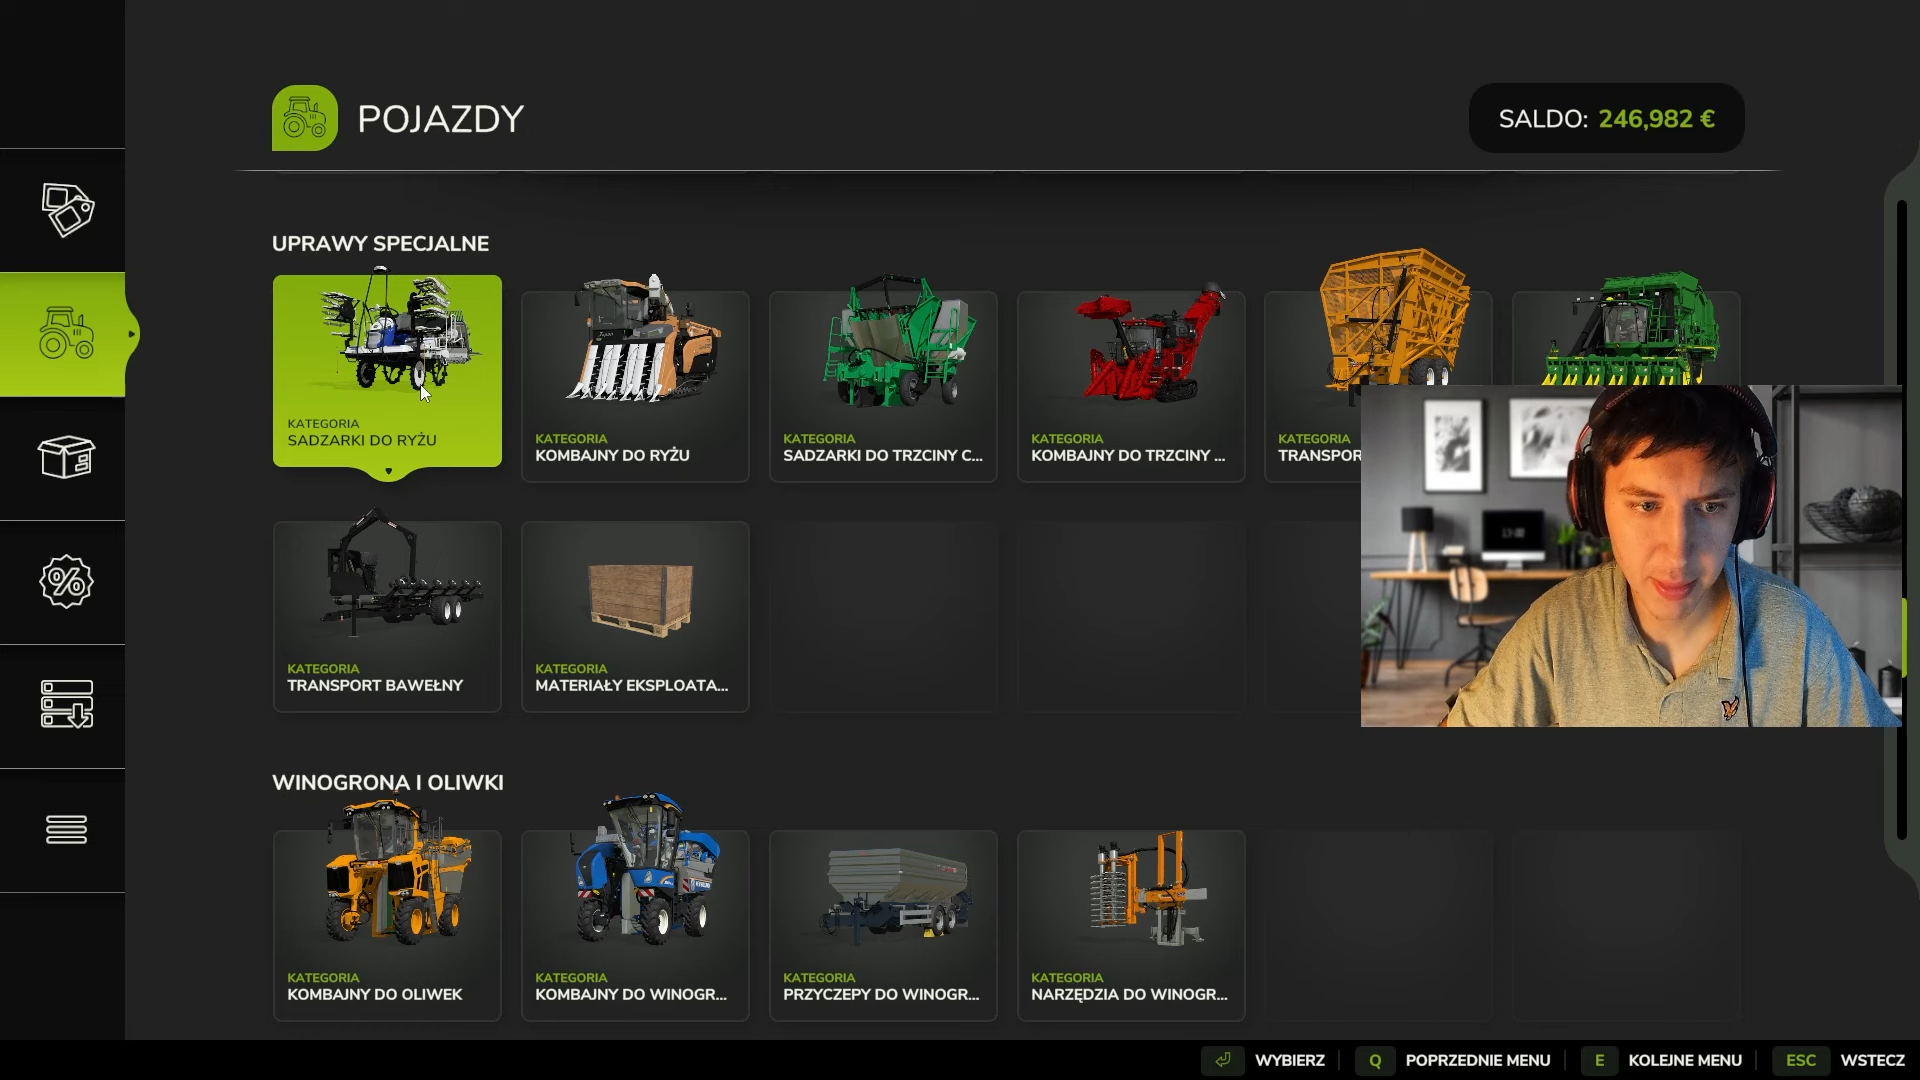 POJAZDY
SALDO: 246,982 €
UPRAWY SPECJALNE
KATEGORIA
SADZARKI DO RYŻU
KATEGORIA
KOMBAJNY DO RYŻU
KATEGORIA
SADZARKI DO TRZCINY C...
KATEGORIA
KOMBAJNY DO TRZCINY ...
KATEGORIA
TRANSPOR
KATEGORIA
TRANSPORT BAWEŁNY
KATEGORIA
MATERIAŁY EKSPLOATA...
WINOGRONA I OLIWKI
KATEGORIA
KOMBAJNY DO OLIWEK
KATEGORIA
KOMBAJNY DO WINOGR...
KATEGORIA
PRZYCZEPY DO WINOGR...
KATEGORIA
NARZĘDZIA DO WINOGR...
WYBIERZ
Q POPRZEDNIE MENU
E KOLEJNE MENU
ESC WSTECZ